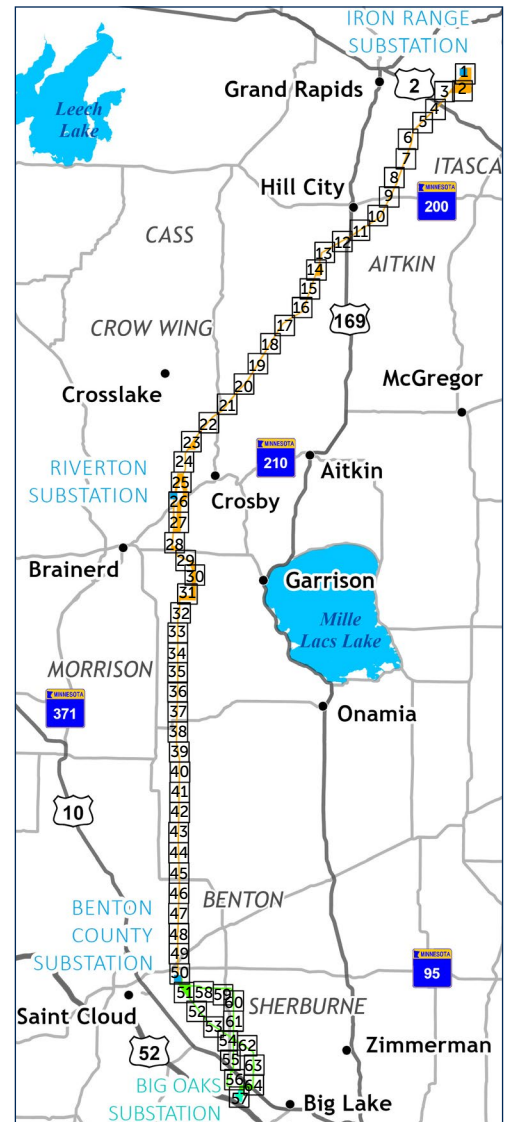 IRON RANGE
SUBSTATION
1
2
Grand Rapids
2
3
4
5
Leech
Lake
6
7
ITASCA
8
Hill City
9
MINNESOTA
200
10
11
CASS
12
13
AITKIN
14
15
16
169
17
CROW WING
18
19
McGregor
20
Crosslake
21
22
23
MINNESOTA
210
24
Aitkin
RIVERTON
SUBSTATION
25
26
Crosby
27
28
Brainerd
29
30
Garrison
31
32
Mille
Lacs Lake
33
34
MORRISON
35
36
MINNESOTA
371
37
Onamia
38
39
40
41
10
42
43
44
45
46
BENTON
47
BENTON
COUNTY
SUBSTATION
48
49
50
MINNESOTA
95
51
58
59
60
SHERBURNE
Saint Cloud
52
53
61
54
62
Zimmerman
52
55
63
56
64
57
BIG OAKS
SUBSTATION
Big Lake